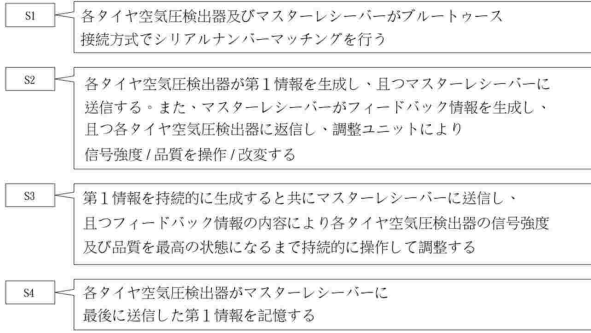 S1
各タイヤ空気圧検出器及びマスターレシーバーがブルートゥース
接続方式でシリアルナンバーマッチングを行う
S2
各タイヤ空気圧検出器が第1情報を生成し、且つマスターレシーバーに
送信する。また、マスターレシーバーがフィードバック情報を生成し、
且つ各タイヤ空気圧検出器に返信し、調整ユニットにより
信号強度 / 品質を操作 / 改変する
S3
第1情報を持続的に生成すると共にマスターレシーバーに送信し、
且つフィードバック情報の内容により各タイヤ空気圧検出器の信号強度
及び品質を最高の状態になるまで持続的に操作して調整する
S4
各タイヤ空気圧検出器がマスターレシーバーに
最後に送信した第1情報を記憶する